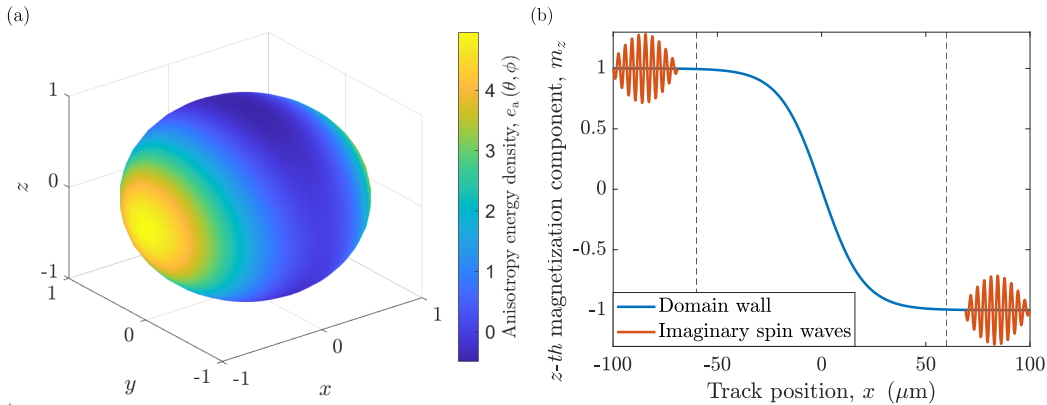 (a)
1
0
-1
z
1
0
-1
y
-1
0
1
x
4
3
2
1
0
Anisotropy energy density, e_a (θ, ϕ)
(b)
z-th magnetization component, m_z
1
0.5
0
-0.5
-1
Domain wall
Imaginary spin waves
-100
-50
0
50
100
Track position, x (μm)